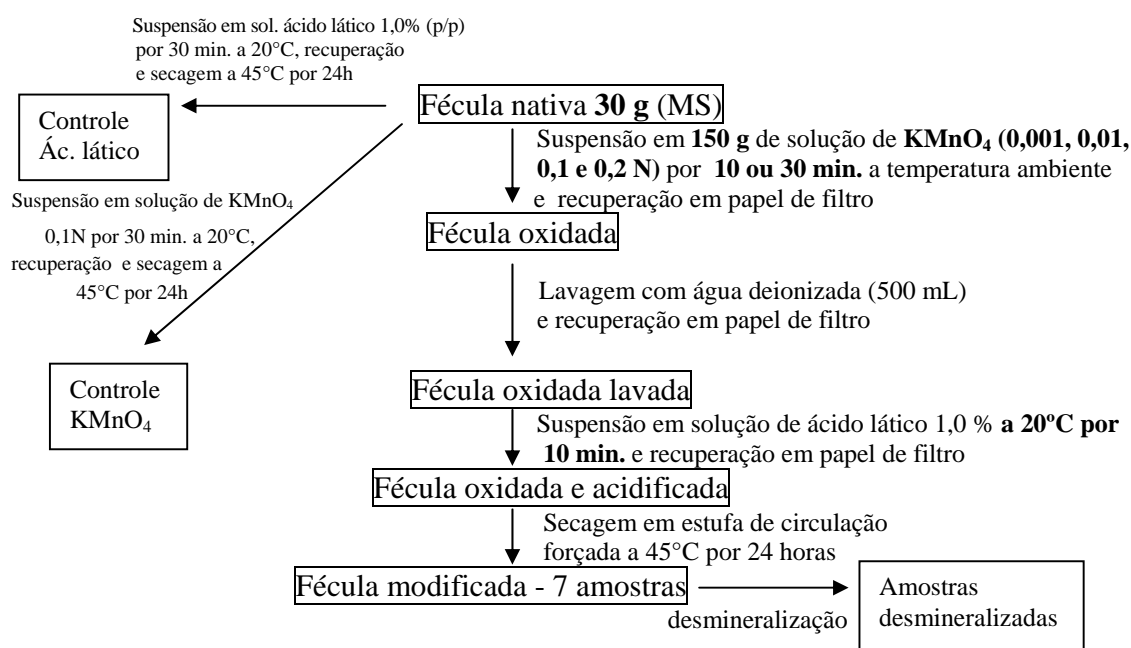 Suspensão em sol. ácido lático 1,0% (p/p)
por 30 min. a 20°C, recuperação
e secagem a 45°C por 24h
Fécula nativa 30 g (MS)
Controle
Ác. lático
Suspensão em 150 g de solução de KMnO₄ (0,001, 0,01,
0,1 e 0,2 N) por 10 ou 30 min. a temperatura ambiente
e recuperação em papel de filtro
Suspensão em solução de KMnO₄
0,1N por 30 min. a 20°C,
recuperação e secagem a
45°C por 24h
Fécula oxidada
Lavagem com água deionizada (500 mL)
e recuperação em papel de filtro
Controle
KMnO₄
Fécula oxidada lavada
Suspensão em solução de ácido lático 1,0 % a 20ºC por
10 min. e recuperação em papel de filtro
Fécula oxidada e acidificada
Secagem em estufa de circulação
forçada a 45°C por 24 horas
Fécula modificada - 7 amostras
desmineralização
Amostras
desmineralizadas